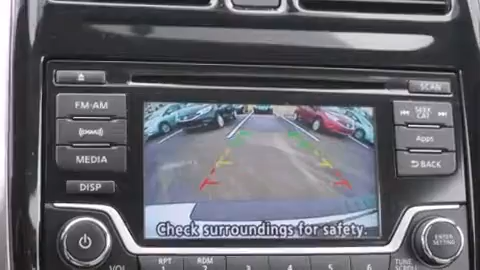 SCAN
FM·AM
SEEK
CAT
((XM))
Apps
MEDIA
BACK
DISP
Check surroundings for safety.
ENTER
SETTING
VOL
RPT
RDM
1 2 3 4 5 6
TUNE
SCROLL